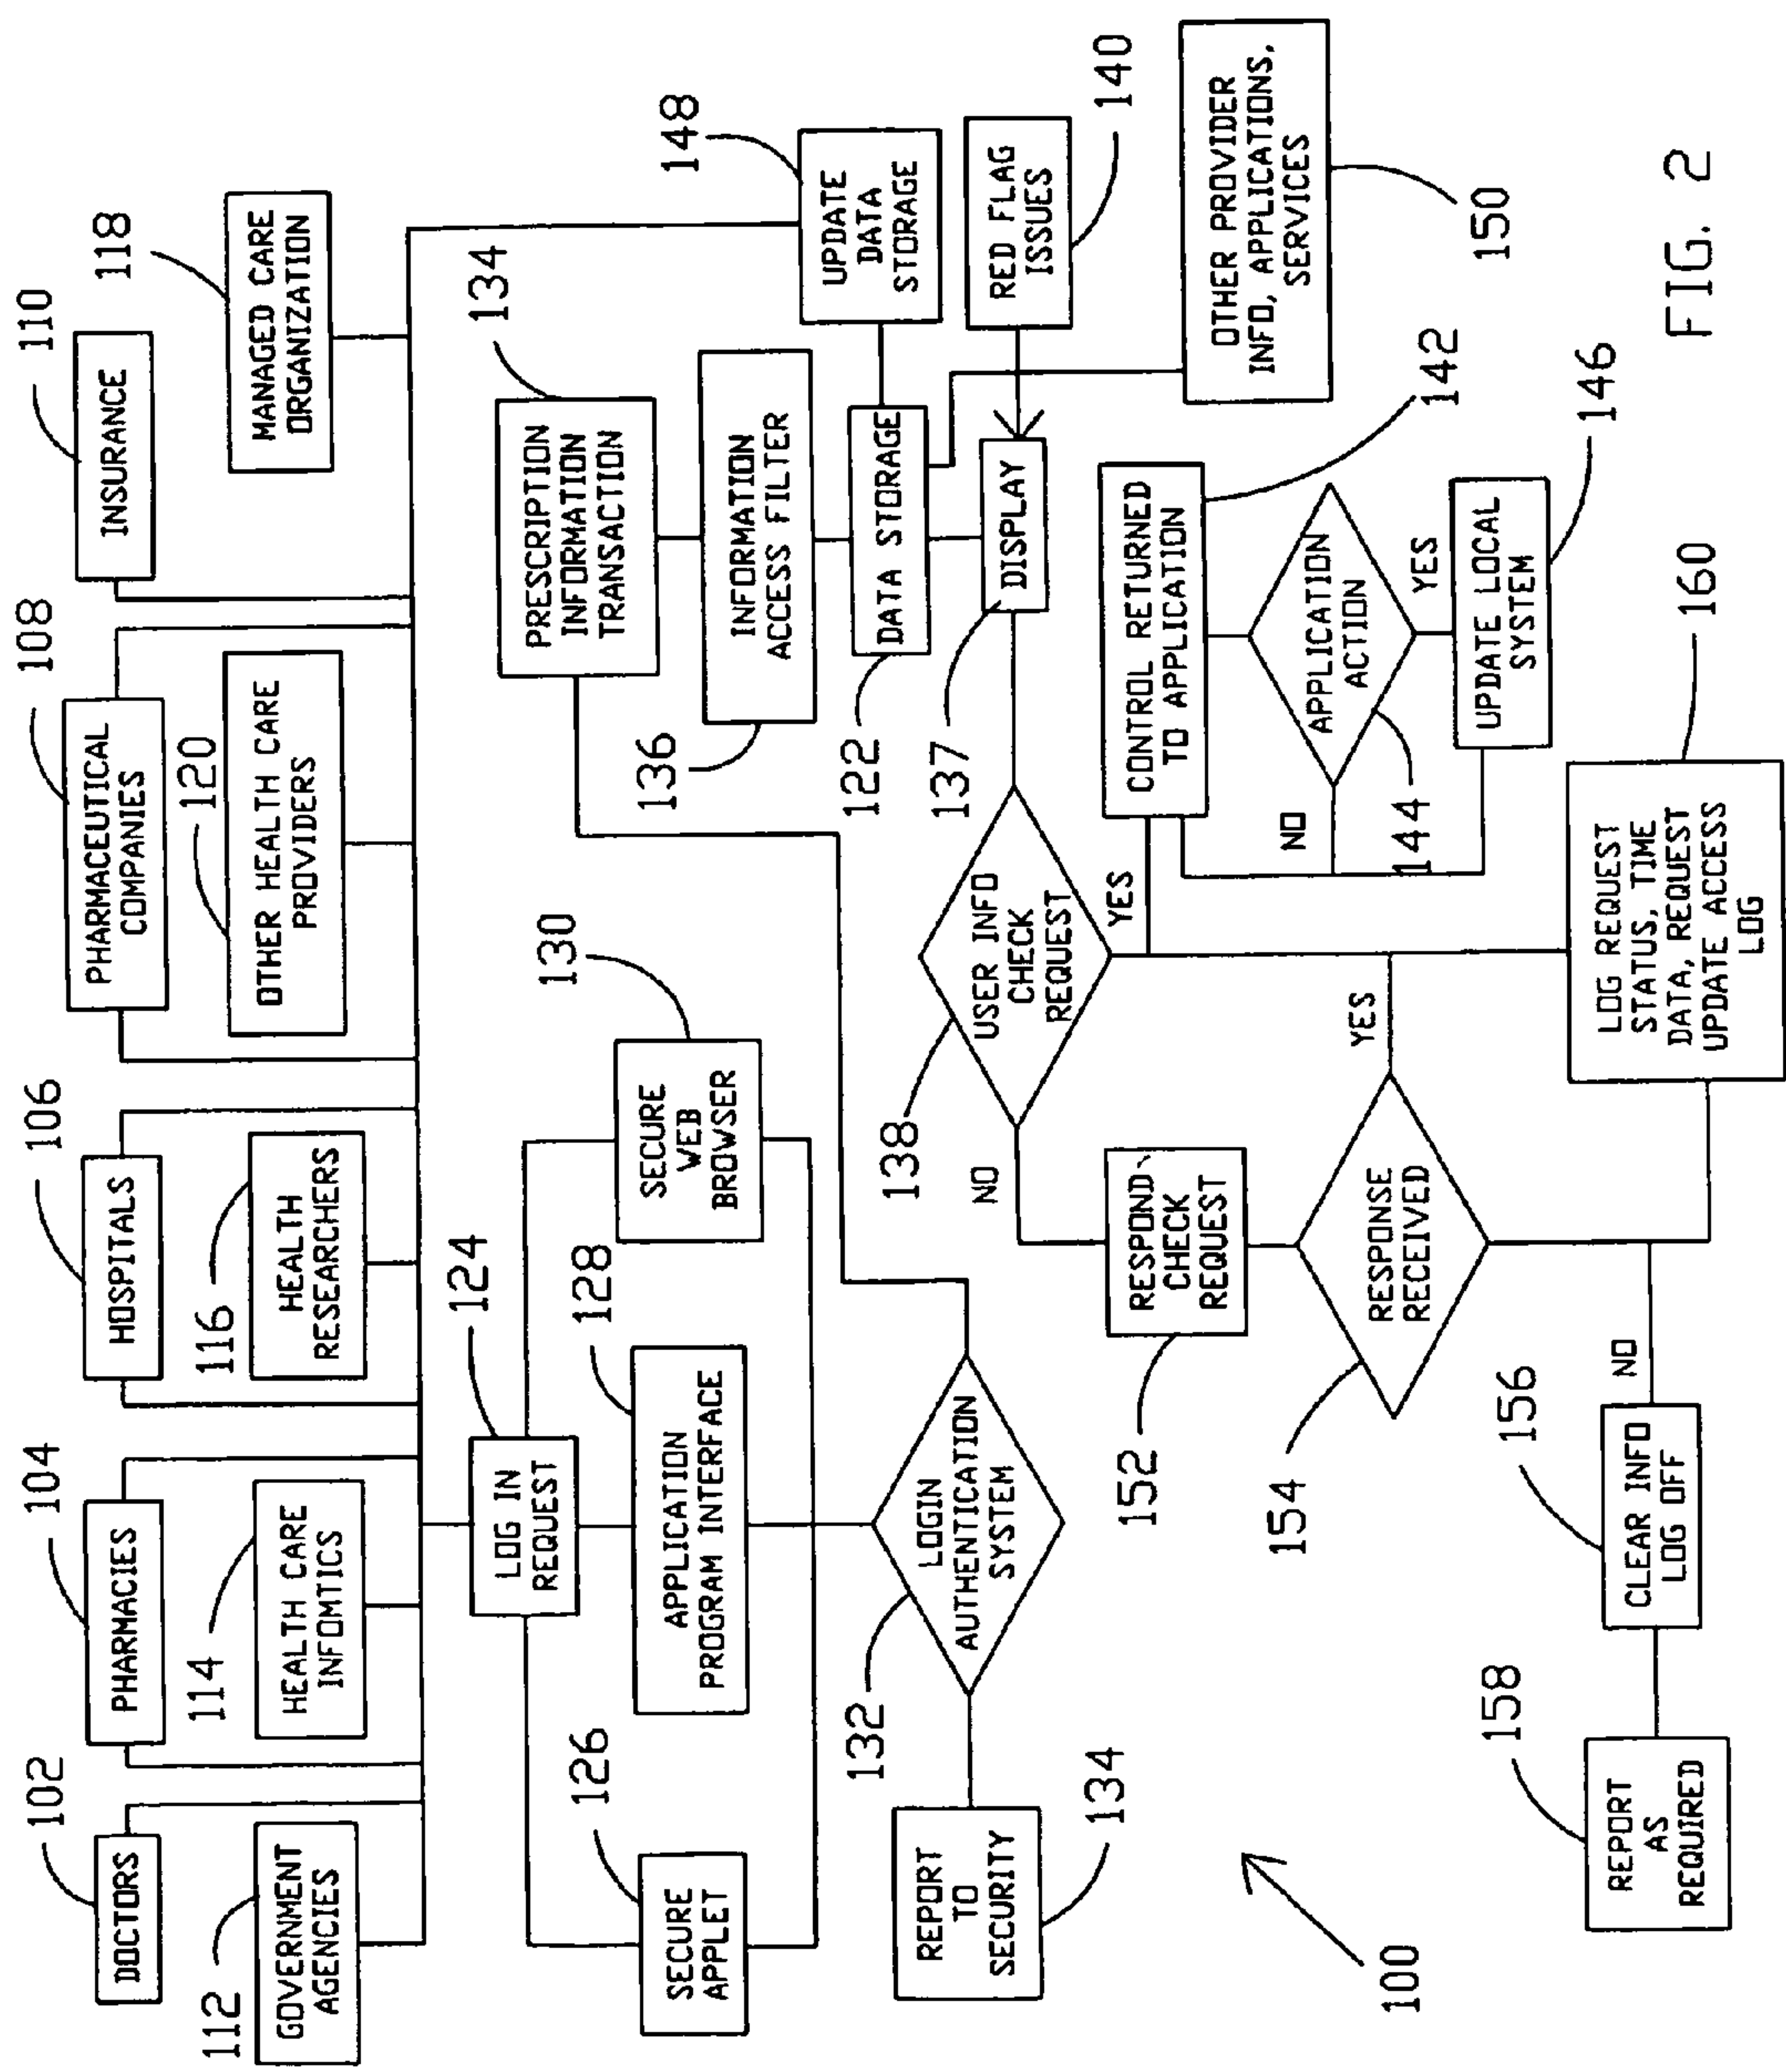 102
104
106
108
110
DOCTORS
PHARMACIES
HOSPITALS
PHARMACEUTICAL
COMPANIES
INSURANCE
118
112
114
116
120
GOVERNMENT
AGENCIES
HEALTH CARE
INFOMTICS
HEALTH
RESEARCHERS
OTHER HEALTH CARE
PROVIDERS
MANAGED CARE
ORGANIZATION
124
LOG IN
REQUEST
130
134
PRESCRIPTION
INFORMATION
TRANSACTION
126
128
SECURE
APPLET
APPLICATION
PROGRAM INTERFACE
SECURE
WEB
BROWSER
136
INFORMATION
ACCESS FILTER
148
UPDATE
DATA
STORAGE
132
LOGIN
AUTHENTICATION
SYSTEM
122
DATA STORAGE
REPORT
TO
SECURITY
134
138
USER INFO
CHECK
REQUEST
137
DISPLAY
RED FLAG
ISSUES
140
NO
YES
152
RESPOND
CHECK
REQUEST
CONTROL RETURNED
TO APPLICATION
142
OTHER PROVIDER
INFO, APPLICATIONS,
SERVICES
150
154
RESPONSE
RECEIVED
YES
NO
APPLICATION
ACTION
144
YES
100
156
NO
UPDATE LOCAL
SYSTEM
146
158
CLEAR INFO
LOG OFF
REPORT
AS
REQUIRED
LOG REQUEST
STATUS, TIME
DATA, REQUEST
UPDATE ACCESS
LOG
160
FIG. 2